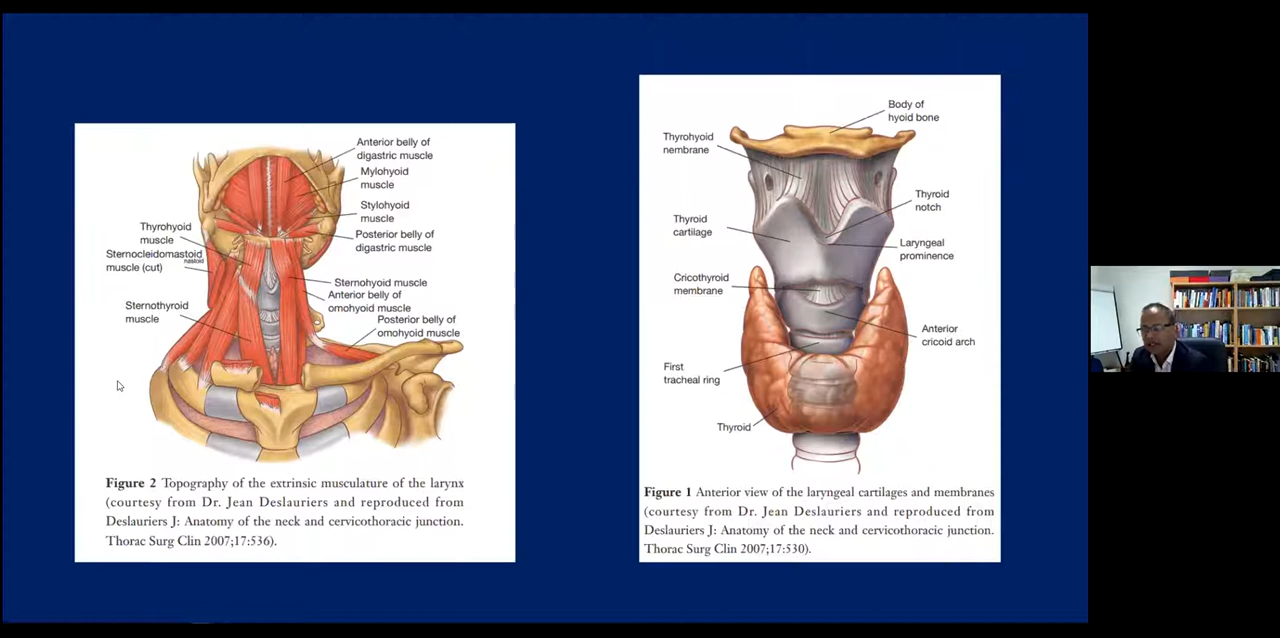 Anterior belly of
digastric muscle
Mylohyoid
muscle
Stylohyoid
muscle
Posterior belly of
digastric muscle
Thyrohyoid
muscle
Sternocleidomastoid
muscle (cut)
mastoid
Sternohyoid muscle
Anterior belly of
omohyoid muscle
Sternothyroid
muscle
Posterior belly of
omohyoid muscle
Figure 2 Topography of the extrinsic musculature of the larynx
(courtesy from Dr. Jean Deslauriers and reproduced from
Deslauriers J: Anatomy of the neck and cervicothoracic junction.
Thorac Surg Clin 2007;17:536).
Body of
hyoid bone
Thyrohyoid
nembrane
Thyroid
notch
Thyroid
cartilage
Laryngeal
prominence
Cricothyroid
membrane
Anterior
cricoid arch
First
tracheal ring
Thyroid
Figure 1 Anterior view of the laryngeal cartilages and membranes
(courtesy from Dr. Jean Deslauriers and reproduced from
Deslauriers J: Anatomy of the neck and cervicothoracic junction.
Thorac Surg Clin 2007;17:530).